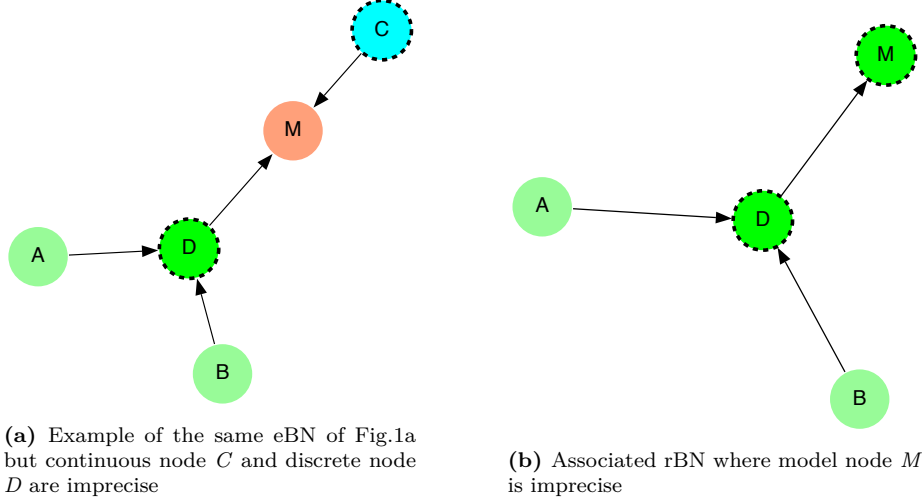 C
M
D
A
B
(a) Example of the same eBN of Fig.1a
but continuous node C and discrete node
D are imprecise
M
A
D
B
(b) Associated rBN where model node M
is imprecise